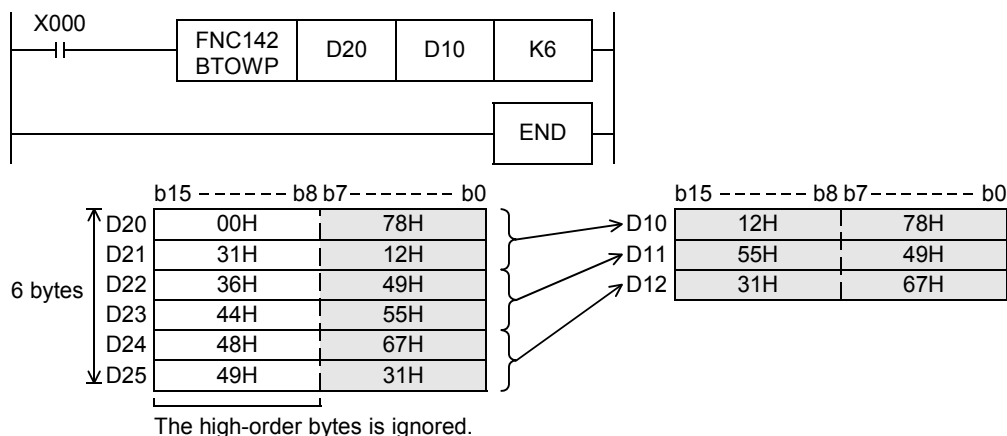 X000
FNC142 BTOWP D20 D10 K6
END
b15 ------ b8 b7 ------- b0
D20 00H 78H
D21 31H 12H
D22 36H 49H
D23 44H 55H
D24 48H 67H
D25 49H 31H
6 bytes
The high-order bytes is ignored.
b15 ------ b8 b7 ------- b0
D10 12H 78H
D11 55H 49H
D12 31H 67H